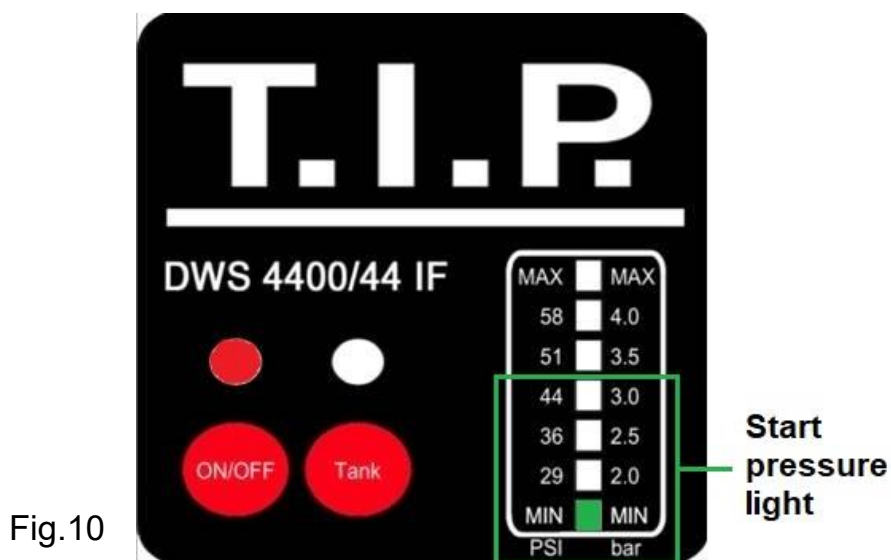 T.I.P.
DWS 4400/44 IF
MAX MAX
58 4.0
51 3.5
44 3.0
36 2.5
29 2.0
MIN MIN
PSI bar
ON/OFF Tank
Start
pressure
light
Fig.10